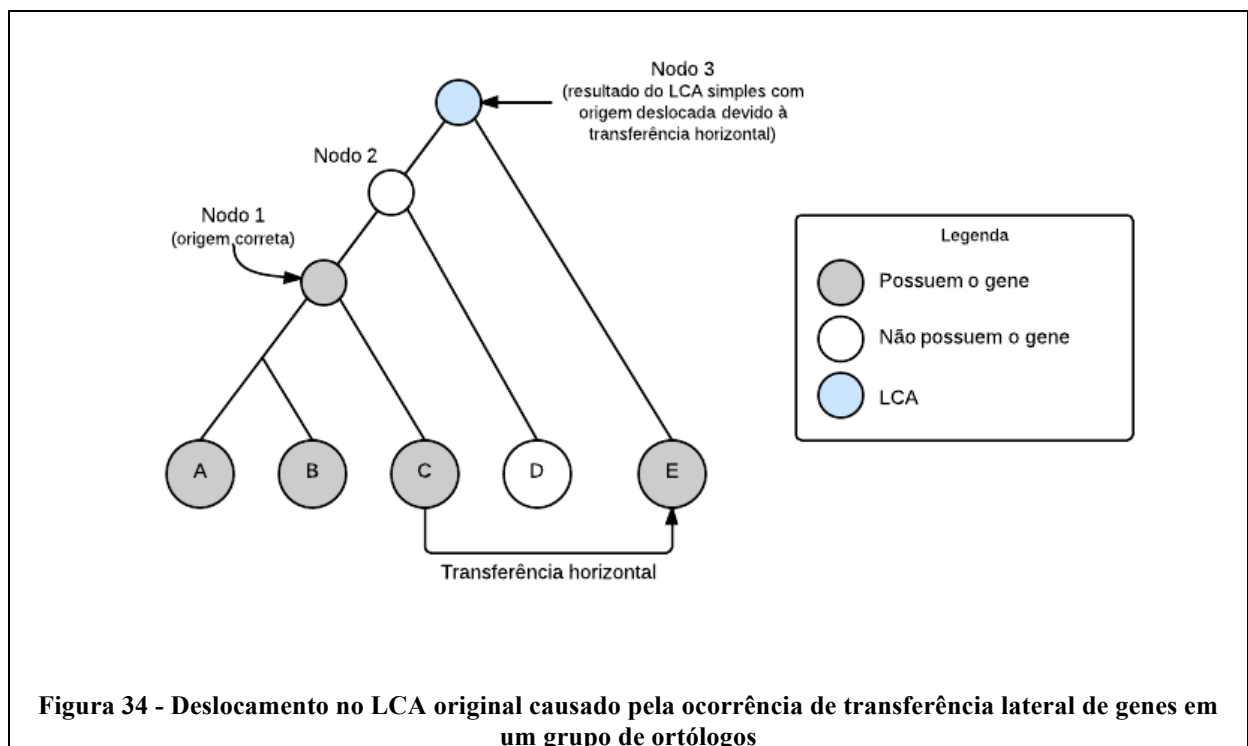 Nodo 3
(resultado do LCA simples com
origem deslocada devido à
transferência horizontal)
Nodo 2
Nodo 1
(origem correta)
Legenda
Possuem o gene
Não possuem o gene
LCA
A
B
C
D
E
Transferência horizontal
Figura 34 - Deslocamento no LCA original causado pela ocorrência de transferência lateral de genes em
um grupo de ortólogos